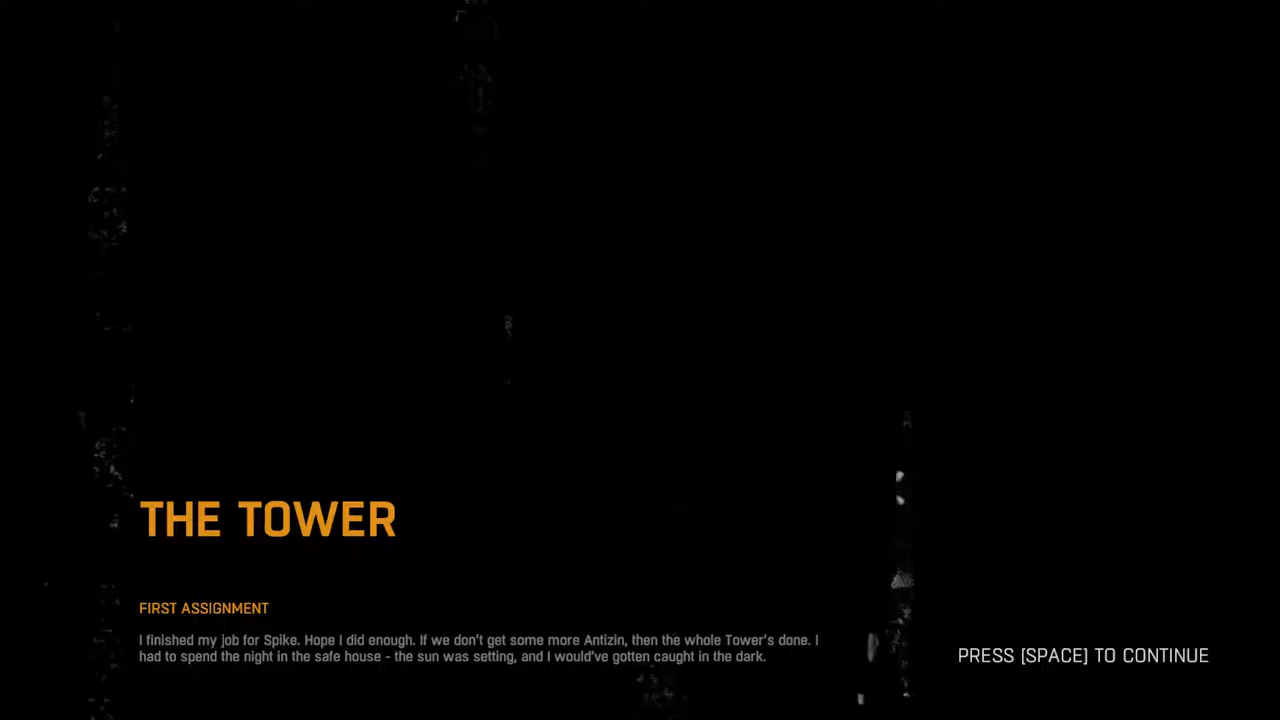 THE TOWER
FIRST ASSIGNMENT
I finished my job for Spike. Hope I did enough. If we don't get some more Antizin, then the whole Tower's done. I
had to spend the night in the safe house - the sun was setting, and I would've gotten caught in the dark.
PRESS [SPACE] TO CONTINUE